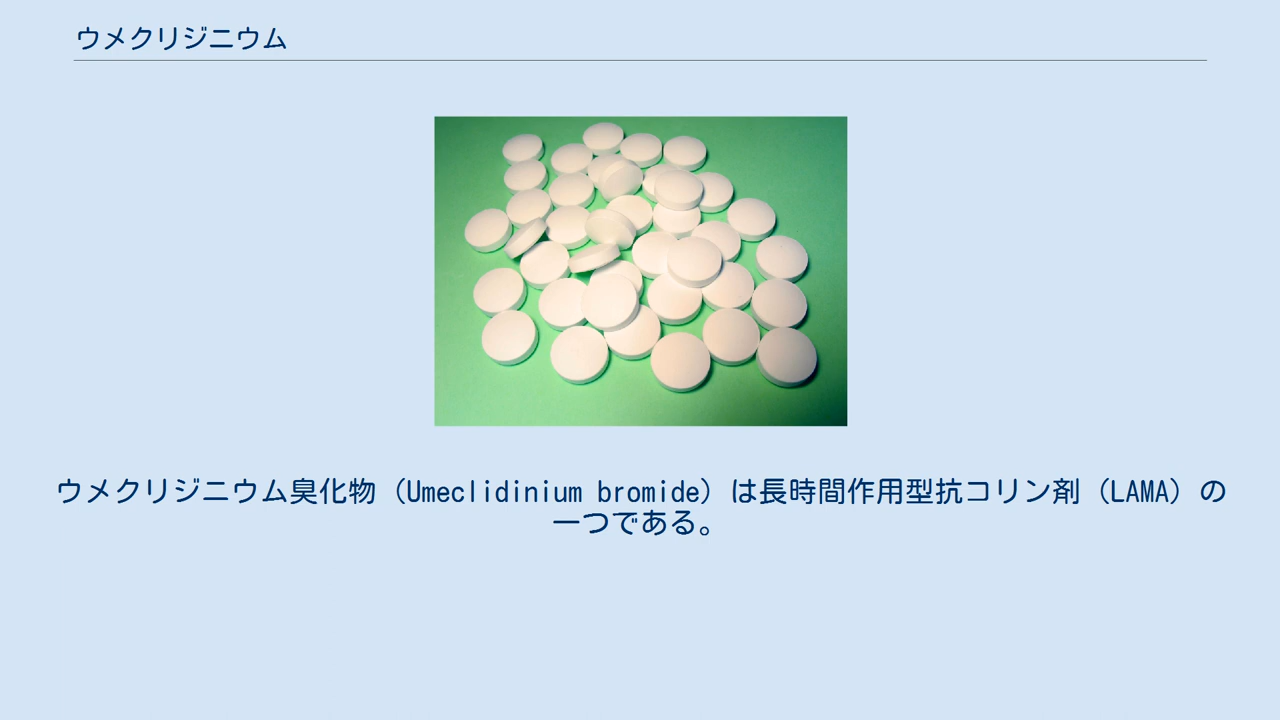 ウメクリジニウム
ウメクリジニウム臭化物（Umeclidinium bromide）は長時間作用型抗コリン剤（LAMA）の
一つである。